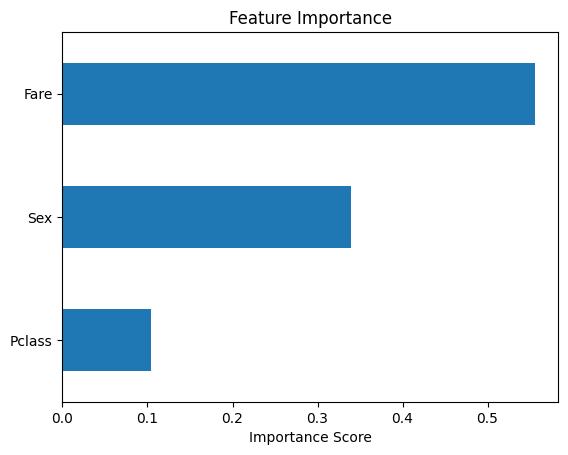 Feature Importance
Fare
Sex
Pclass
0.0 0.1 0.2 0.3 0.4 0.5
Importance Score